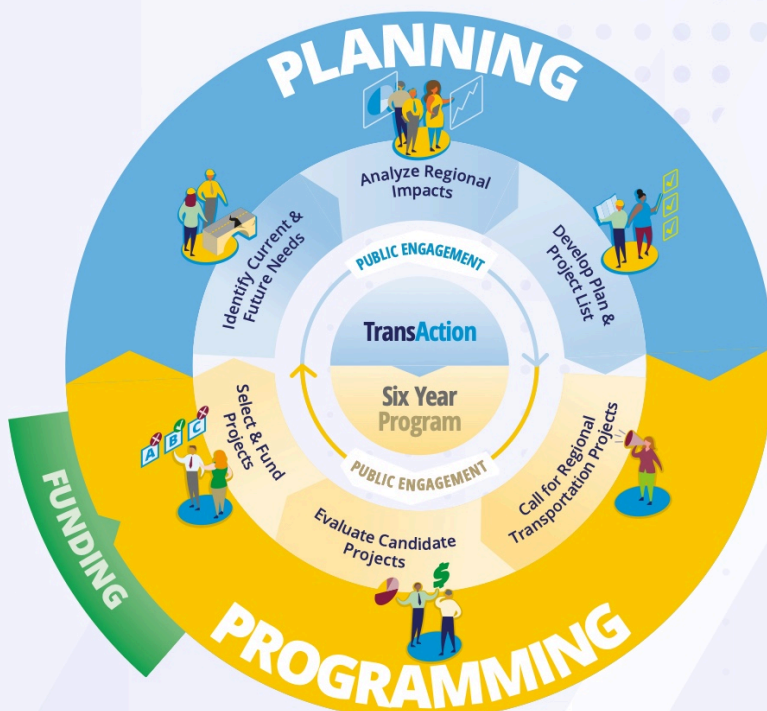 PLANNING
Analyze Regional
Impacts
Identify Current &
Future Needs
Develop Plan &
Project List
PUBLIC ENGAGEMENT
TransAction
Six Year
Program
PUBLIC ENGAGEMENT
Select & Fund
Projects
A B C
Call for Regional
Transportation Projects
Evaluate Candidate
Projects
$
FUNDING
PROGRAMMING